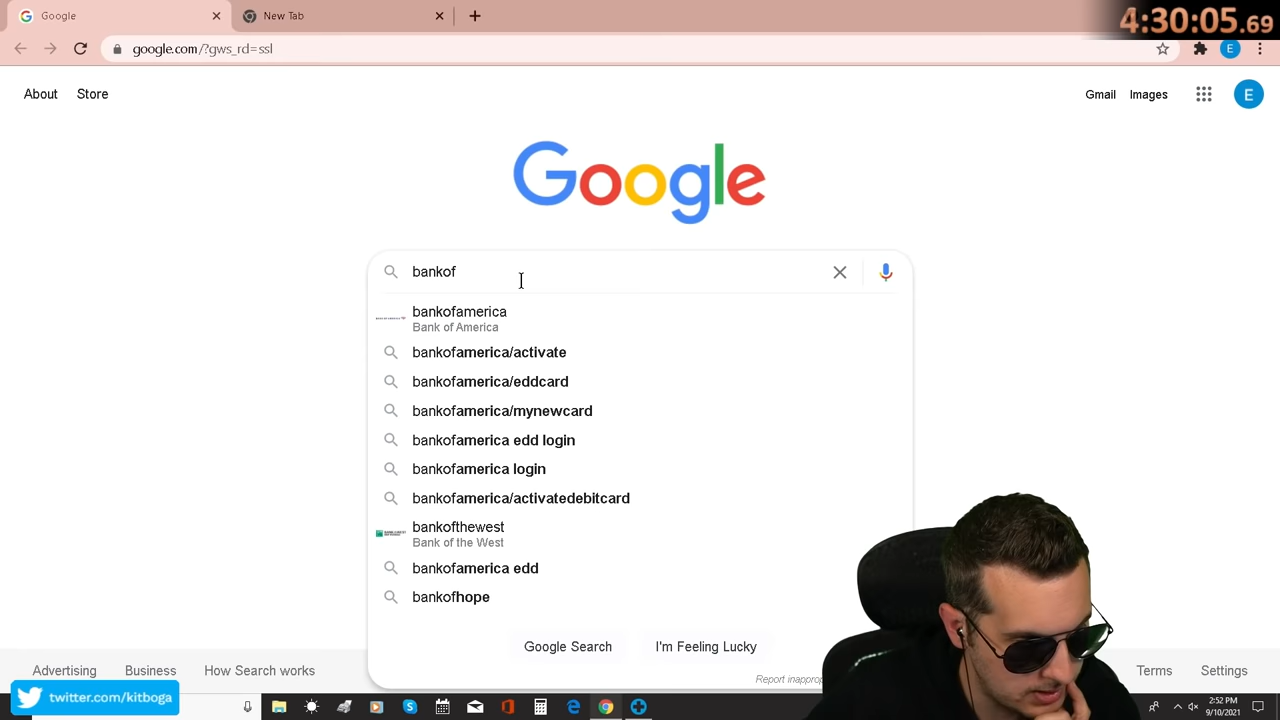 Google
New Tab
4:30:05.69
google.com/?gws_rd=ssl
E
About
Store
Gmail
Images
E
Google
bankof
bankofamerica
Bank of America
bankofamerica/activate
bankofamerica/eddcard
bankofamerica/mynewcard
bankofamerica edd login
bankofamerica login
bankofamerica/activatedebitcard
bankofthewest
Bank of the West
bankofamerica edd
bankofhope
Google Search
I'm Feeling Lucky
Advertising
Business
How Search works
Terms
Settings
twitter.com/kitboga
2:52 PM
9/10/2021